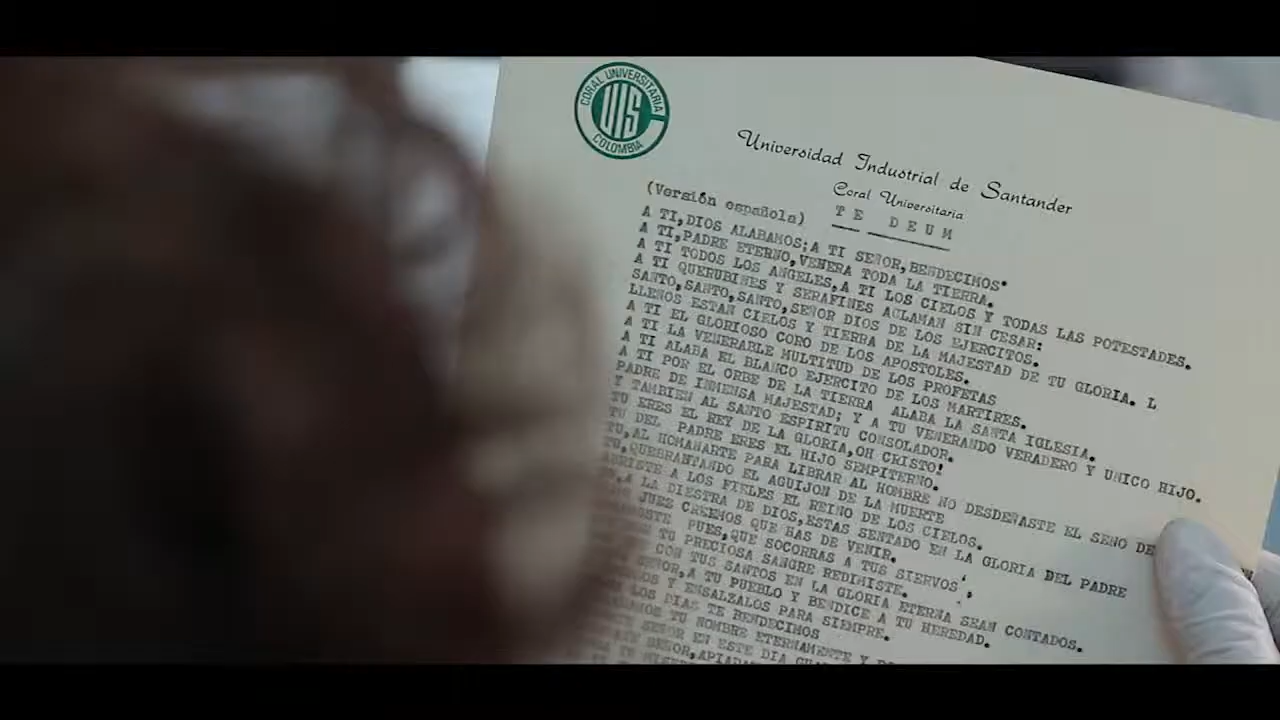 CORAL UNIVERSITARIA
UIS
COLOMBIA
Universidad Industrial de Santander
Coral Universitaria
(Versión española) TE DEUM
A TI,DIOS ALABAMOS;A TI SEÑOR,BENDECIMOS.
A TI,PADRE ETERNO,VENERA TODA LA TIERRA.
A TI TODOS LOS ANGELES,A TI LOS CIELOS Y TODAS LAS POTESTADES.
A TI QUERUBINES Y SERAFINES ACLAMAN SIN CESAR:
SANTO,SANTO,SANTO,SEÑOR DIOS DE LOS EJERCITOS.
LLENOS ESTAN CIELOS Y TIERRA DE LA MAJESTAD DE TU GLORIA. L
A TI EL GLORIOSO CORO DE LOS APOSTOLES.
A TI LA VENERABLE MULTITUD DE LOS PROFETAS
A TI ALABA EL BLANCO EJERCITO DE LOS MARTIRES.
A TI POR EL ORBE DE LA TIERRA ALABA LA SANTA IGLESIA.
PADRE DE INMENSA MAJESTAD; Y A TU VENERANDO VERADERO Y UNICO HIJO.
Y TAMBIEN AL SANTO ESPIRITU CONSOLADOR.
TU ERES EL REY DE LA GLORIA,OH CRISTO!
TU DEL PADRE ERES EL HIJO SEMPITERNO.
TU,AL HOMANARTE PARA LIBRAR AL HOMBRE NO DESDEÑASTE EL SENO DE
TU,QUEBRANTANDO EL AGUIJON DE LA MUERTE
ABRISTE A LOS FIELES EL REINO DE LOS CIELOS.
A LA DIESTRA DE DIOS,ESTAS SENTADO EN LA GLORIA DEL PADRE
JUEZ CREEMOS QUE HAS DE VENIR.
PUES,QUE SOCORRAS A TUS SIERVOS,
TU PRECIOSA SANGRE REDIMISTE.
CON TUS SANTOS EN LA GLORIA ETERNA SEAN CONTADOS.
SEÑOR,A TU PUEBLO Y BENDICE A TU HEREDAD.
Y ENSALZALOS PARA SIEMPRE.
LOS DIAS TE BENDECIMOS
TU NOMBRE ETERNAMENTE Y
SEÑOR EN ESTE DIA
SEÑOR,